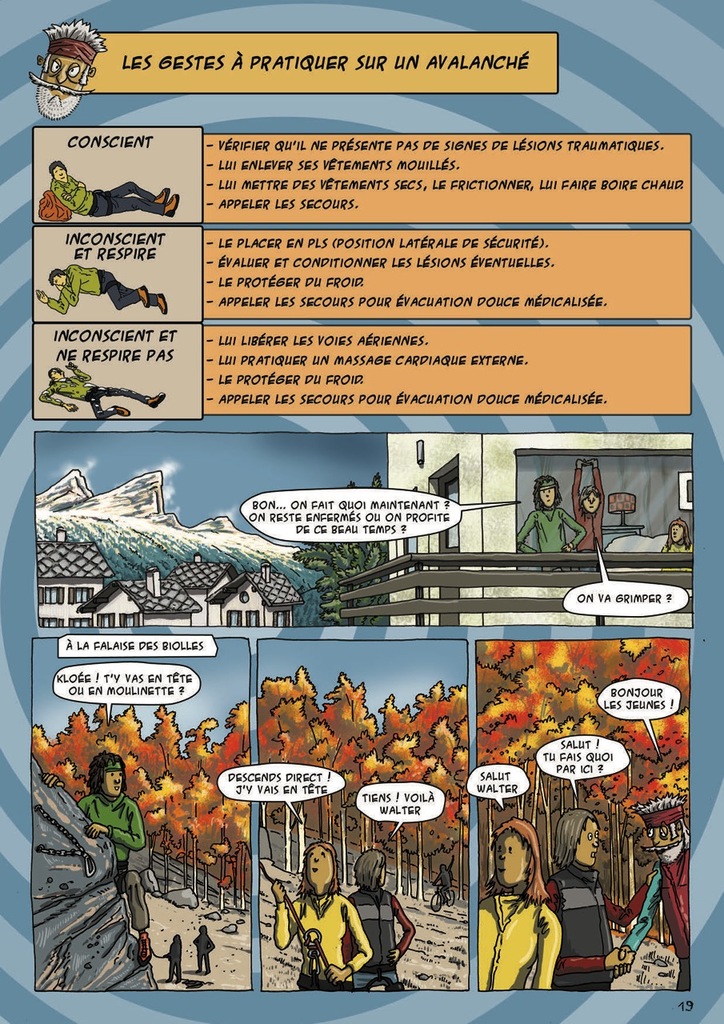 LES GESTES À PRATIQUER SUR UN AVALANCHÉ
CONSCIENT
- VÉRIFIER QU'IL NE PRÉSENTE PAS DE SIGNES DE LÉSIONS TRAUMATIQUES.
- LUI ENLEVER SES VÊTEMENTS MOUILLÉS.
- LUI METTRE DES VÊTEMENTS SECS, LE FRICTIONNER, LUI FAIRE BOIRE CHAUD.
- APPELER LES SECOURS.
INCONSCIENT
ET RESPIRE
- LE PLACER EN PLS (POSITION LATÉRALE DE SÉCURITÉ).
- ÉVALUER ET CONDITIONNER LES LÉSIONS ÉVENTUELLES.
- LE PROTÉGER DU FROID.
- APPELER LES SECOURS POUR ÉVACUATION DOUCE MÉDICALISÉE.
INCONSCIENT ET
NE RESPIRE PAS
- LUI LIBÉRER LES VOIES AÉRIENNES.
- LUI PRATIQUER UN MASSAGE CARDIAQUE EXTERNE.
- LE PROTÉGER DU FROID.
- APPELER LES SECOURS POUR ÉVACUATION DOUCE MÉDICALISÉE.
BON... ON FAIT QUOI MAINTENANT ?
ON RESTE ENFERMÉS OU ON PROFITE
DE CE BEAU TEMPS ?
ON VA GRIMPER ?
À LA FALAISE DES BIOLLES
KLOÉE ! T'Y VAS EN TÊTE
OU EN MOULINETTE ?
DESCENDS DIRECT !
J'Y VAIS EN TÊTE
TIENS ! VOILÀ
WALTER
BONJOUR
LES JEUNES !
SALUT !
TU FAIS QUOI
PAR ICI ?
SALUT
WALTER
19